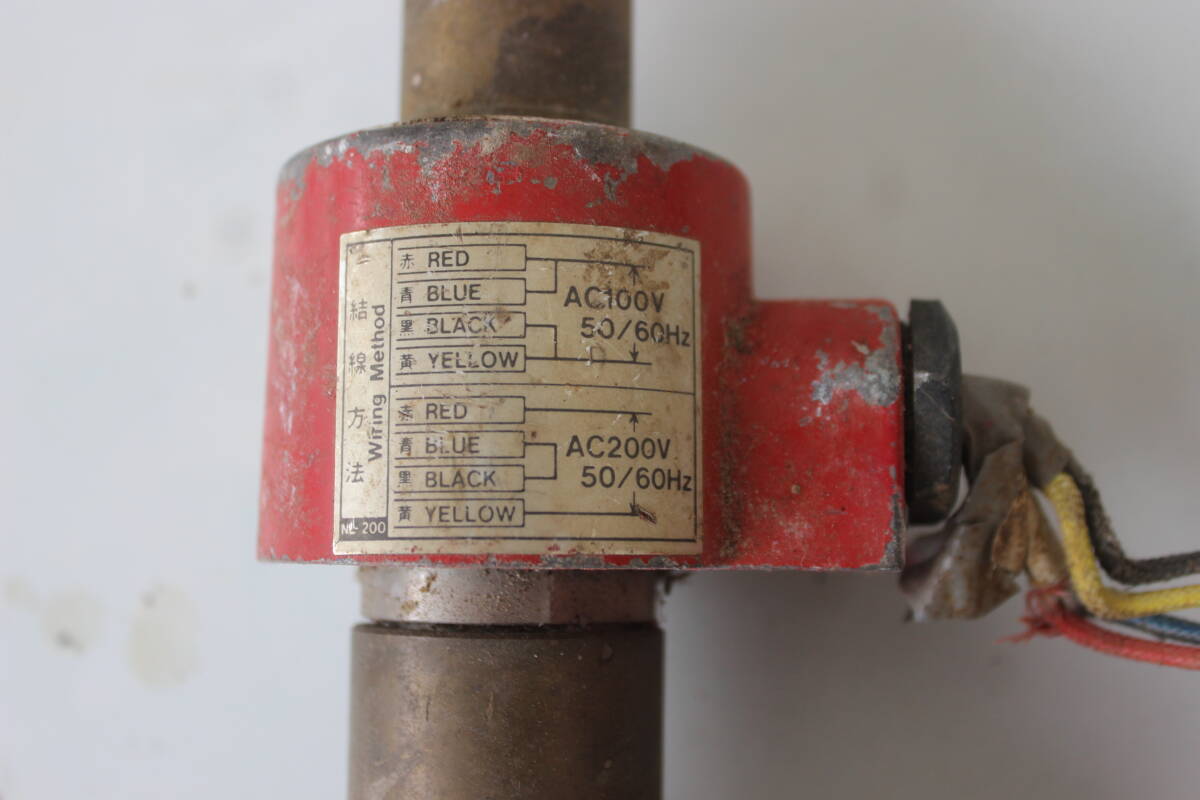 結線方法
Wiring Method
赤 RED
青 BLUE
黒 BLACK
黄 YELLOW
AC100V
50/60Hz
赤 RED
青 BLUE
黒 BLACK
黄 YELLOW
AC200V
50/60Hz
200